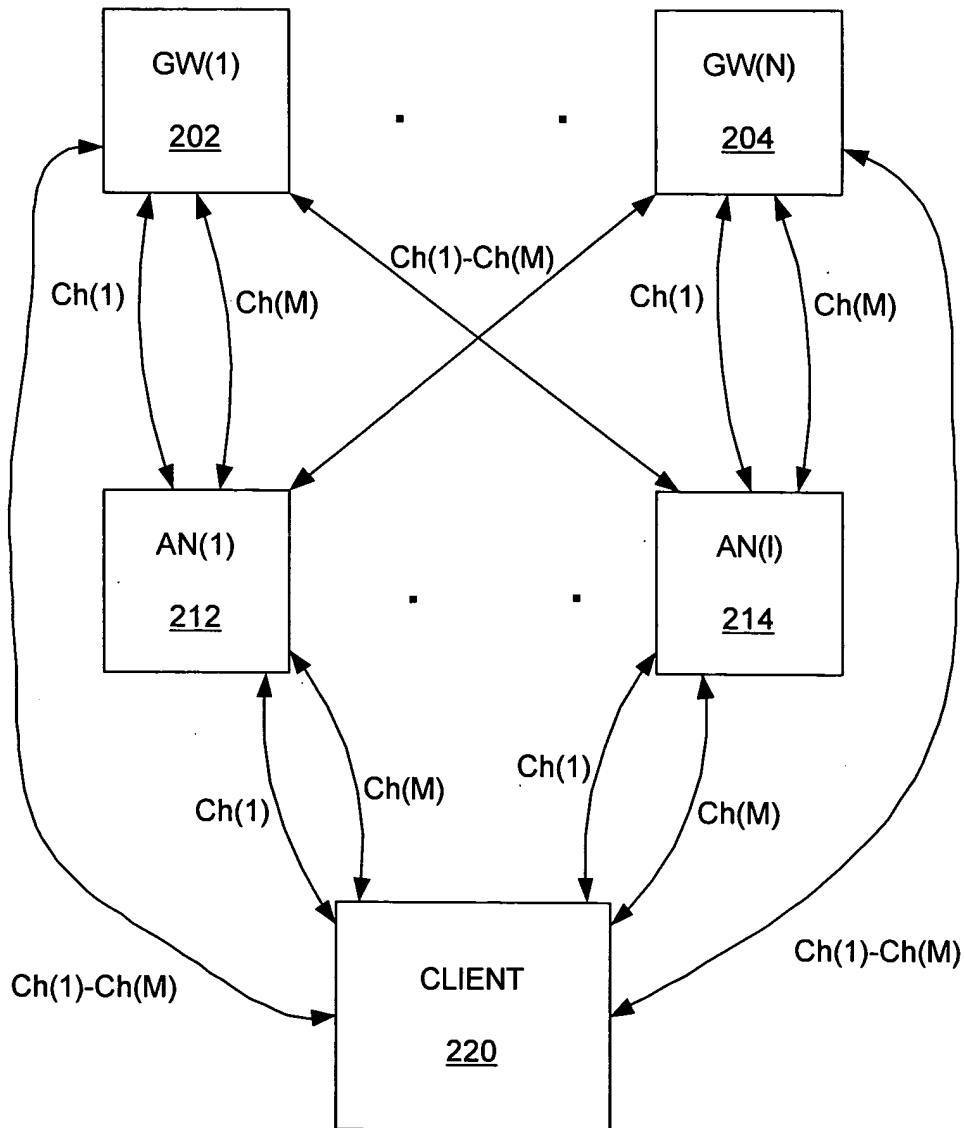 GW(1)
202
GW(N)
204
Ch(1)
Ch(M)
Ch(1)-Ch(M)
Ch(1)
Ch(M)
AN(1)
212
AN(I)
214
Ch(1)
Ch(M)
Ch(1)
Ch(M)
Ch(1)-Ch(M)
CLIENT
220
Ch(1)-Ch(M)